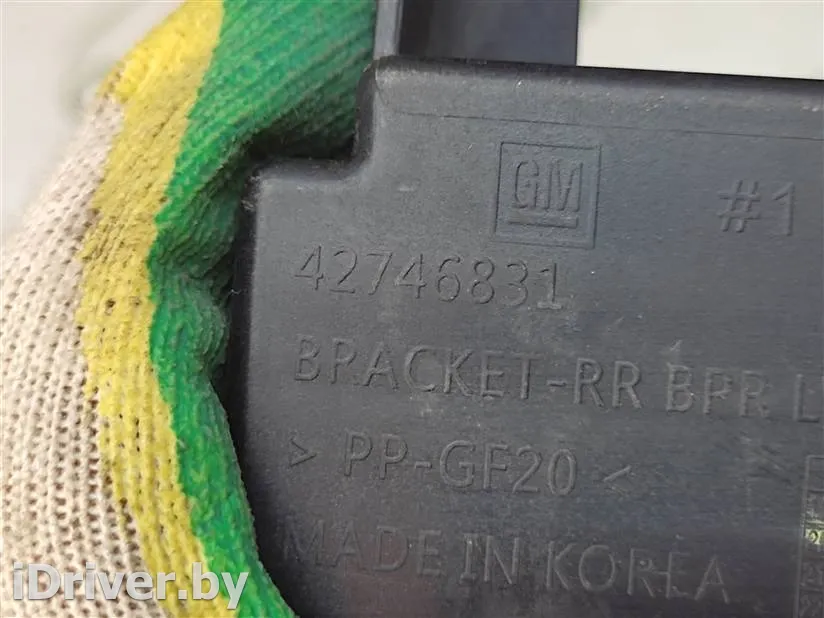 GM
#1
42746831
BRACKET-RR BPR
> PP-GF20 <
MADE IN KOREA
iDriver.by